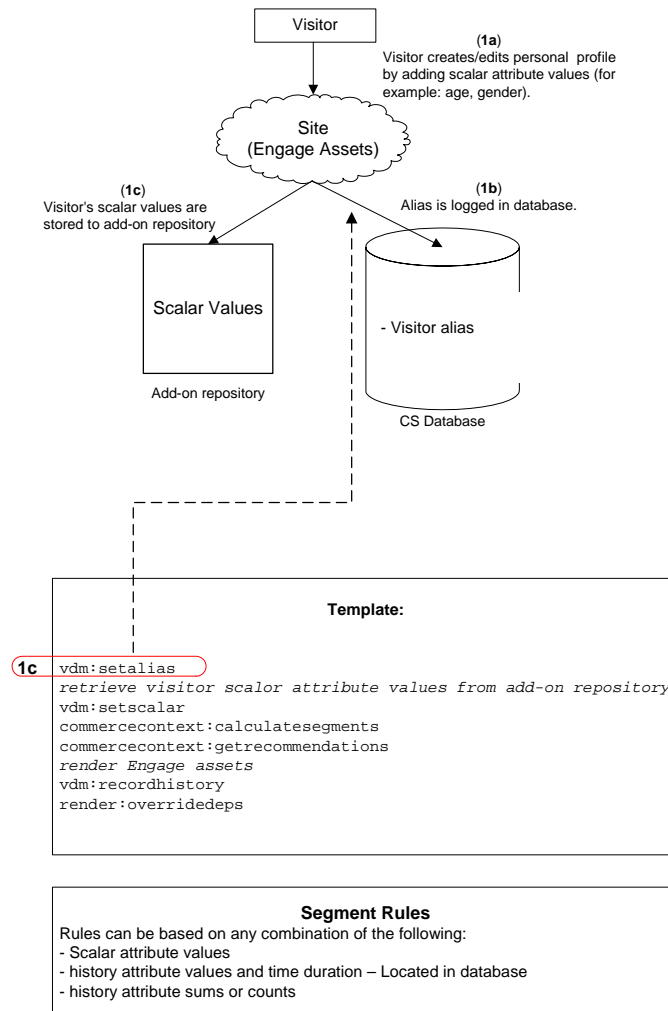 Visitor
(1a)
Visitor creates/edits personal profile
by adding scalar attribute values (for
example: age, gender).
Site
(Engage Assets)
(1c)
Visitor's scalar values are
stored to add-on repository
(1b)
Alias is logged in database.
Scalar Values
- Visitor alias
Add-on repository
CS Database
Template:
1c vdm:setalias
retrieve visitor scalor attribute values from add-on repository
vdm:setscalar
commercecontext:calculatesegments
commercecontext:getrecommendations
render Engage assets
vdm:recordhistory
render:overridedeps
Segment Rules
Rules can be based on any combination of the following:
- Scalar attribute values
- history attribute values and time duration – Located in database
- history attribute sums or counts